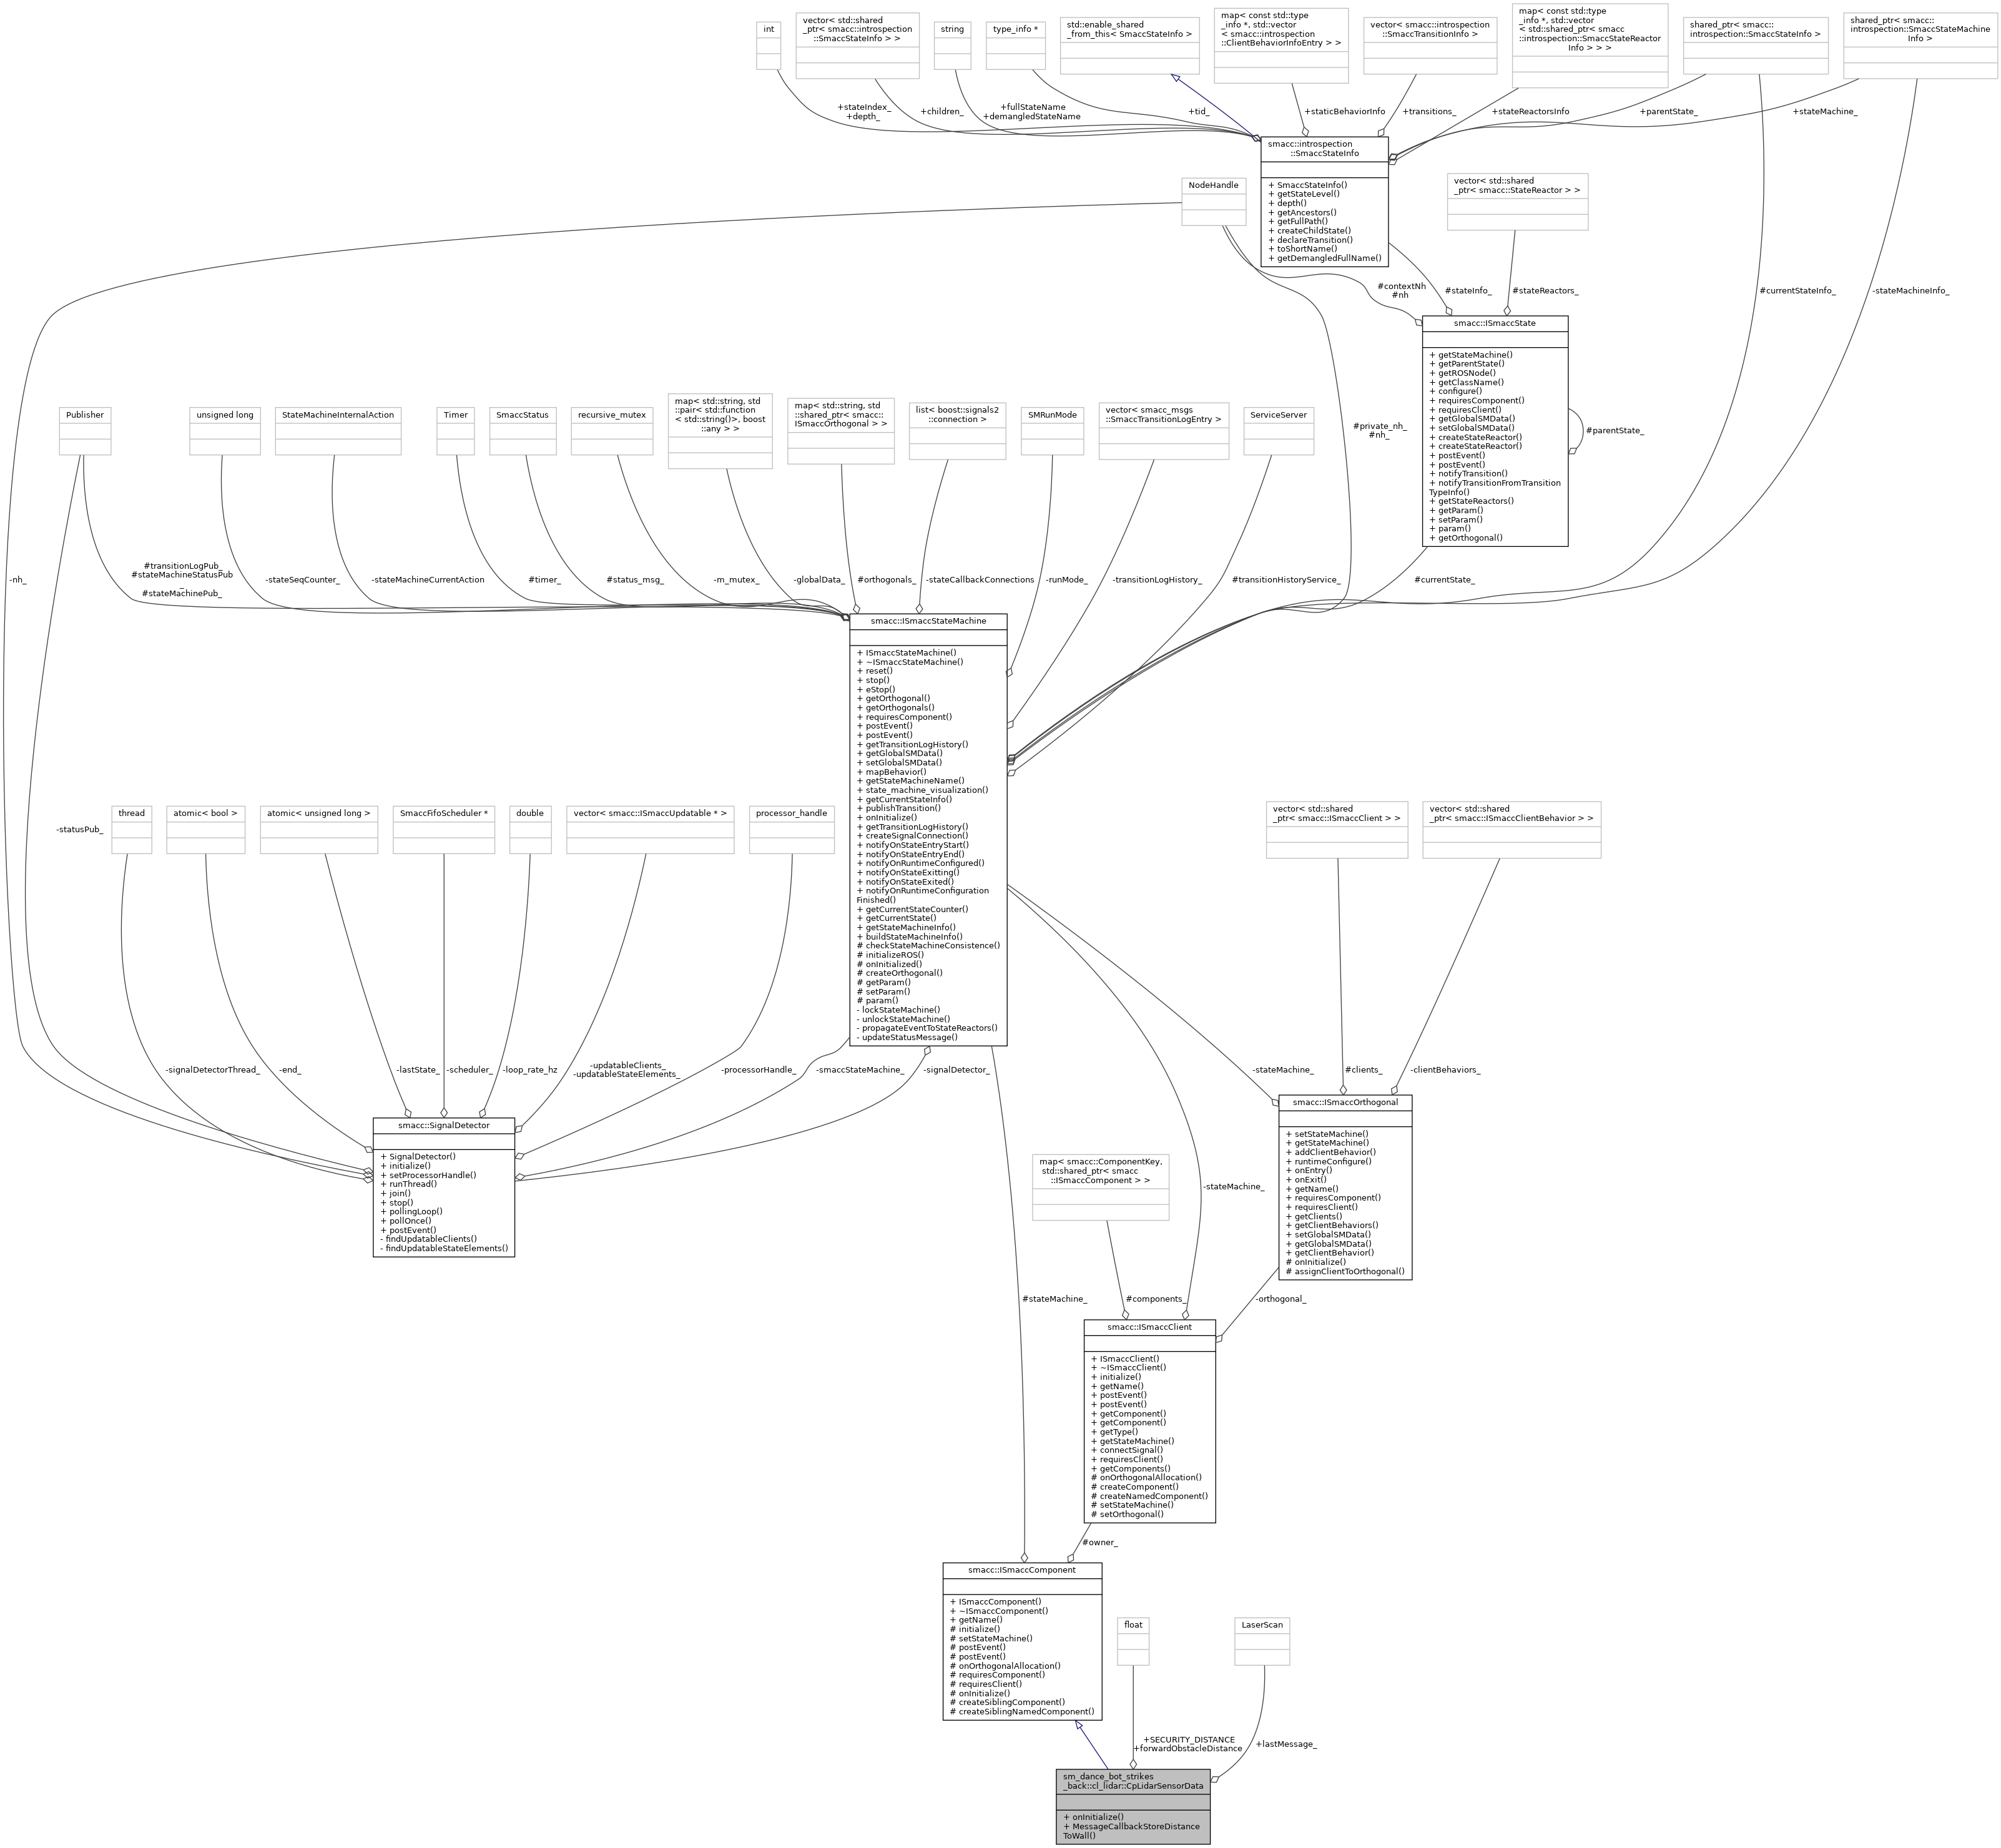 int
vector< std::shared
_ptr< smacc::introspection
::SmaccStateInfo > >
string
type_info *
std::enable_shared
_from_this< SmaccStateInfo >
map< const std::type
_info *, std::vector
< smacc::introspection
::ClientBehaviorInfoEntry > >
vector< smacc::introspection
::SmaccTransitionInfo >
map< const std::type
_info *, std::vector
< std::shared_ptr< smacc
::introspection::SmaccStateReactor
Info > > >
shared_ptr< smacc::
introspection::SmaccStateInfo >
shared_ptr< smacc::
introspection::SmaccStateMachine
Info >
+stateIndex_
+depth_
+children_
+fullStateName
+demangledStateName
+tid_
+staticBehaviorInfo
+transitions_
+stateReactorsInfo
+parentState_
+stateMachine_
smacc::introspection
::SmaccStateInfo
+ SmaccStateInfo()
+ getStateLevel()
+ depth()
+ getAncestors()
+ getFullPath()
+ createChildState()
+ declareTransition()
+ toShortName()
+ getDemangledFullName()
NodeHandle
vector< std::shared
_ptr< smacc::StateReactor > >
#contextNh
#nh
#stateInfo_
#stateReactors_
#currentStateInfo_
-stateMachineInfo_
smacc::ISmaccState
+ getStateMachine()
+ getParentState()
+ getROSNode()
+ getClassName()
+ configure()
+ requiresComponent()
+ requiresClient()
+ getGlobalSMData()
+ setGlobalSMData()
+ createStateReactor()
+ createStateReactor()
+ postEvent()
+ postEvent()
+ notifyTransition()
+ notifyTransitionFromTransition
TypeInfo()
+ getStateReactors()
+ getParam()
+ setParam()
+ param()
+ getOrthogonal()
#parentState_
Publisher
unsigned long
StateMachineInternalAction
Timer
SmaccStatus
recursive_mutex
map< std::string, std
::pair< std::function
< std::string()>, boost
::any > >
map< std::string, std
::shared_ptr< smacc::
ISmaccOrthogonal > >
list< boost::signals2
::connection >
SMRunMode
vector< smacc_msgs
::SmaccTransitionLogEntry >
ServiceServer
#private_nh_
#nh_
-nh_
#transitionLogPub_
#stateMachineStatusPub
_
#stateMachinePub_
-stateSeqCounter_
-stateMachineCurrentAction
#timer_
#status_msg_
-m_mutex_
-globalData_
#orthogonals_
-stateCallbackConnections
-runMode_
-transitionLogHistory_
#transitionHistoryService_
#currentState_
smacc::ISmaccStateMachine
+ ISmaccStateMachine()
+ ~ISmaccStateMachine()
+ reset()
+ stop()
+ eStop()
+ getOrthogonal()
+ getOrthogonals()
+ requiresComponent()
+ postEvent()
+ postEvent()
+ getTransitionLogHistory()
+ getGlobalSMData()
+ setGlobalSMData()
+ mapBehavior()
+ getStateMachineName()
+ state_machine_visualization()
+ getCurrentStateInfo()
+ publishTransition()
+ onInitialize()
+ getTransitionLogHistory()
+ createSignalConnection()
+ notifyOnStateEntryStart()
+ notifyOnStateEntryEnd()
+ notifyOnRuntimeConfigured()
+ notifyOnStateExitting()
+ notifyOnStateExited()
+ notifyOnRuntimeConfiguration
Finished()
+ getCurrentStateCounter()
+ getCurrentState()
+ getStateMachineInfo()
+ buildStateMachineInfo()
# checkStateMachineConsistence()
# initializeROS()
# onInitialized()
# createOrthogonal()
# getParam()
# setParam()
# param()
- lockStateMachine()
- unlockStateMachine()
- propagateEventToStateReactors()
- updateStatusMessage()
-statusPub_
thread
atomic< bool >
atomic< unsigned long >
SmaccFifoScheduler *
double
vector< smacc::ISmaccUpdatable * >
processor_handle
vector< std::shared
_ptr< smacc::ISmaccClient > >
vector< std::shared
_ptr< smacc::ISmaccClientBehavior > >
-signalDetectorThread_
-end_
-lastState_
-scheduler_
-loop_rate_hz
-updatableClients_
-updatableStateElements_
-processorHandle_
-smaccStateMachine_
-signalDetector_
-stateMachine_
#clients_
-clientBehaviors_
smacc::SignalDetector
+ SignalDetector()
+ initialize()
+ setProcessorHandle()
+ runThread()
+ join()
+ stop()
+ pollingLoop()
+ pollOnce()
+ postEvent()
- findUpdatableClients()
- findUpdatableStateElements()
smacc::ISmaccOrthogonal
+ setStateMachine()
+ getStateMachine()
+ addClientBehavior()
+ runtimeConfigure()
+ onEntry()
+ onExit()
+ getName()
+ requiresComponent()
+ requiresClient()
+ getClients()
+ getClientBehaviors()
+ setGlobalSMData()
+ getGlobalSMData()
+ getClientBehavior()
# onInitialize()
# assignClientToOrthogonal()
map< smacc::ComponentKey,
std::shared_ptr< smacc
::ISmaccComponent > >
-stateMachine_
#stateMachine_
#components_
-orthogonal_
smacc::ISmaccClient
+ ISmaccClient()
+ ~ISmaccClient()
+ initialize()
+ getName()
+ postEvent()
+ postEvent()
+ getComponent()
+ getComponent()
+ getType()
+ getStateMachine()
+ connectSignal()
+ requiresClient()
+ getComponents()
# onOrthogonalAllocation()
# createComponent()
# createNamedComponent()
# setStateMachine()
# setOrthogonal()
#owner_
smacc::ISmaccComponent
+ ISmaccComponent()
+ ~ISmaccComponent()
+ getName()
# initialize()
# setStateMachine()
# postEvent()
# postEvent()
# onOrthogonalAllocation()
# requiresComponent()
# requiresClient()
# onInitialize()
# createSiblingComponent()
# createSiblingNamedComponent()
float
LaserScan
+SECURITY_DISTANCE
+forwardObstacleDistance
+lastMessage_
sm_dance_bot_strikes
_back::cl_lidar::CpLidarSensorData
+ onInitialize()
+ MessageCallbackStoreDistance
ToWall()